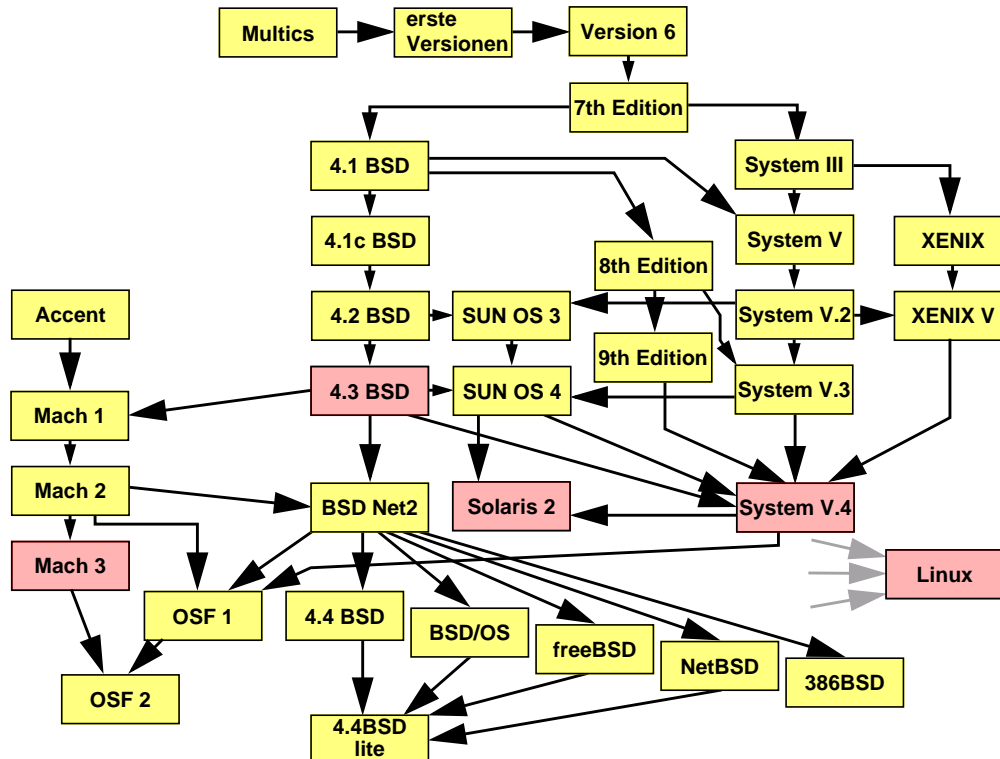 Multics
erste
Versionen
Version 6
7th Edition
4.1 BSD
System III
4.1c BSD
8th Edition
System V
XENIX
Accent
4.2 BSD
SUN OS 3
9th Edition
System V.2
XENIX V
Mach 1
4.3 BSD
SUN OS 4
System V.3
Mach 2
BSD Net2
Solaris 2
System V.4
Mach 3
Linux
OSF 1
4.4 BSD
BSD/OS
freeBSD
NetBSD
386BSD
OSF 2
4.4BSD
lite